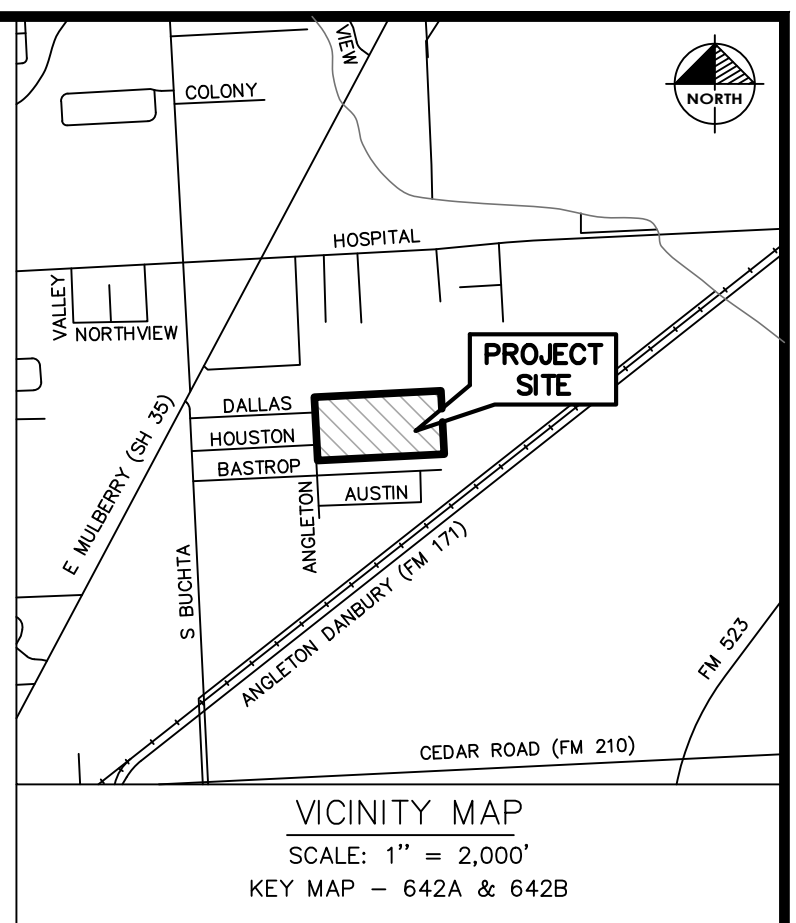 VIEW
COLONY
NORTH
HOSPITAL
VALLEY
NORTHVIEW
PROJECT
SITE
DALLAS
HOUSTON
BASTROP
AUSTIN
ANGLETON
E MULBERRY (SH 35)
S BUCHTA
ANGLETON DANBURY (FM 171)
FM 523
CEDAR ROAD (FM 210)
VICINITY MAP
SCALE: 1" = 2,000'
KEY MAP - 642A & 642B